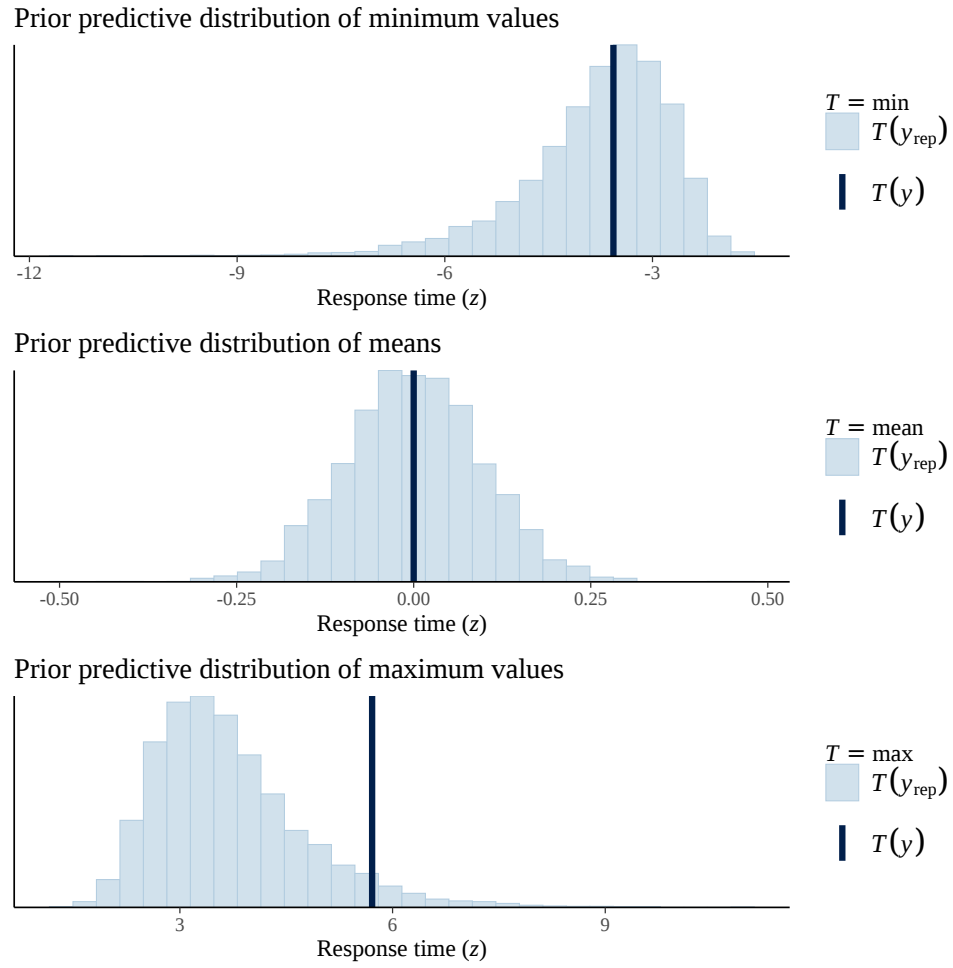 Prior predictive distribution of minimum values
T = min
T(y_rep)
T(y)
-12 -9 -6 -3
Response time (z)
Prior predictive distribution of means
T = mean
T(y_rep)
T(y)
-0.50 -0.25 0.00 0.25 0.50
Response time (z)
Prior predictive distribution of maximum values
T = max
T(y_rep)
T(y)
3 6 9
Response time (z)